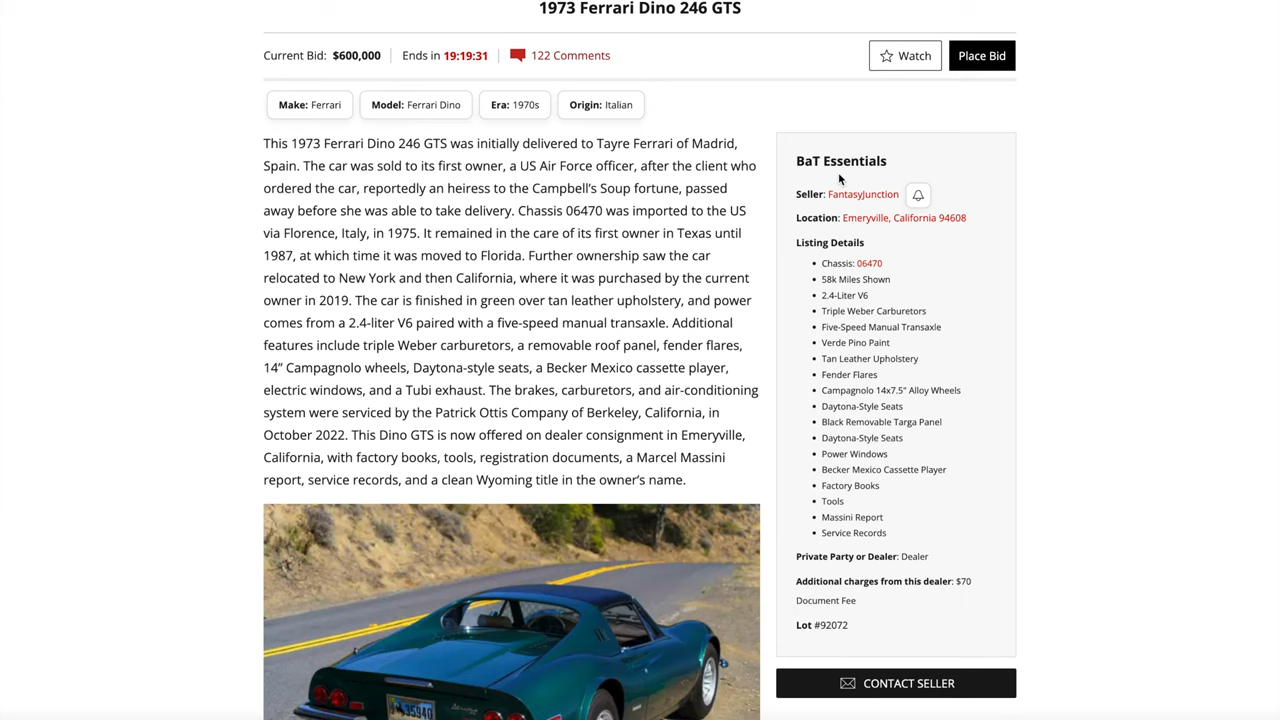 1973 Ferrari Dino 246 GTS
Current Bid: $600,000
Ends in 19:19:31
122 Comments
Watch
Place Bid
Make: Ferrari
Model: Ferrari Dino
Era: 1970s
Origin: Italian
This 1973 Ferrari Dino 246 GTS was initially delivered to Tayre Ferrari of Madrid,
Spain. The car was sold to its first owner, a US Air Force officer, after the client who
ordered the car, reportedly an heiress to the Campbell's Soup fortune, passed
away before she was able to take delivery. Chassis 06470 was imported to the US
via Florence, Italy, in 1975. It remained in the care of its first owner in Texas until
1987, at which time it was moved to Florida. Further ownership saw the car
relocated to New York and then California, where it was purchased by the current
owner in 2019. The car is finished in green over tan leather upholstery, and power
comes from a 2.4-liter V6 paired with a five-speed manual transaxle. Additional
features include triple Weber carburetors, a removable roof panel, fender flares,
14” Campagnolo wheels, Daytona-style seats, a Becker Mexico cassette player,
electric windows, and a Tubi exhaust. The brakes, carburetors, and air-conditioning
system were serviced by the Patrick Ottis Company of Berkeley, California, in
October 2022. This Dino GTS is now offered on dealer consignment in Emeryville,
California, with factory books, tools, registration documents, a Marcel Massini
report, service records, and a clean Wyoming title in the owner's name.
BaT Essentials
Seller: FantasyJunction
Location: Emeryville, California 94608
Listing Details
• Chassis: 06470
• 58k Miles Shown
• 2.4-Liter V6
• Triple Weber Carburetors
• Five-Speed Manual Transaxle
• Verde Pino Paint
• Tan Leather Upholstery
• Fender Flares
• Campagnolo 14x7.5" Alloy Wheels
• Daytona-Style Seats
• Black Removable Targa Panel
• Daytona-Style Seats
• Power Windows
• Becker Mexico Cassette Player
• Factory Books
• Tools
• Massini Report
• Service Records
Private Party or Dealer: Dealer
Additional charges from this dealer: $70
Document Fee
Lot #92072
CONTACT SELLER